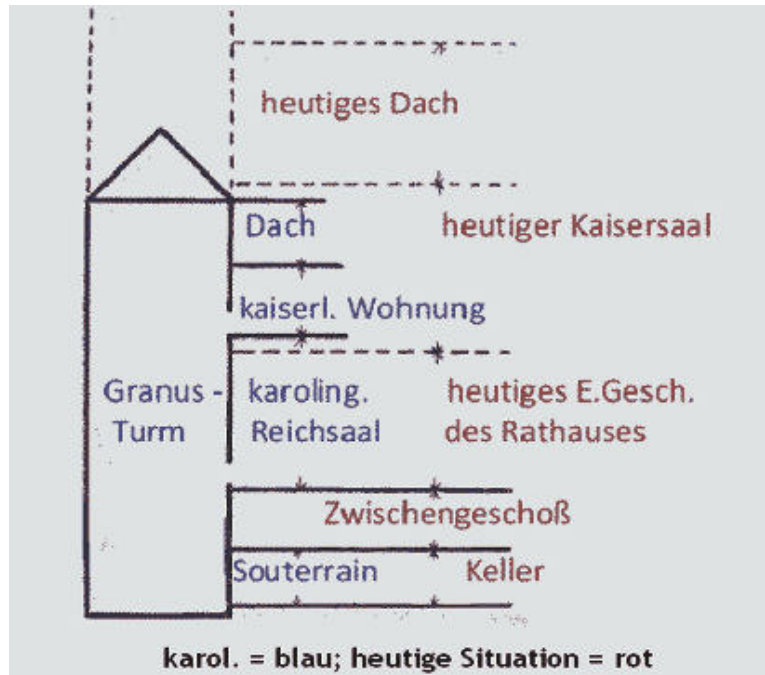 heutiges Dach
Dach
heutiger Kaisersaal
kaiserl. Wohnung
Granus -
Turm
karoling.
Reichsaal
heutiges E.Gesch.
des Rathauses
Zwischengeschoß
Souterrain
Keller
karol. = blau; heutige Situation = rot